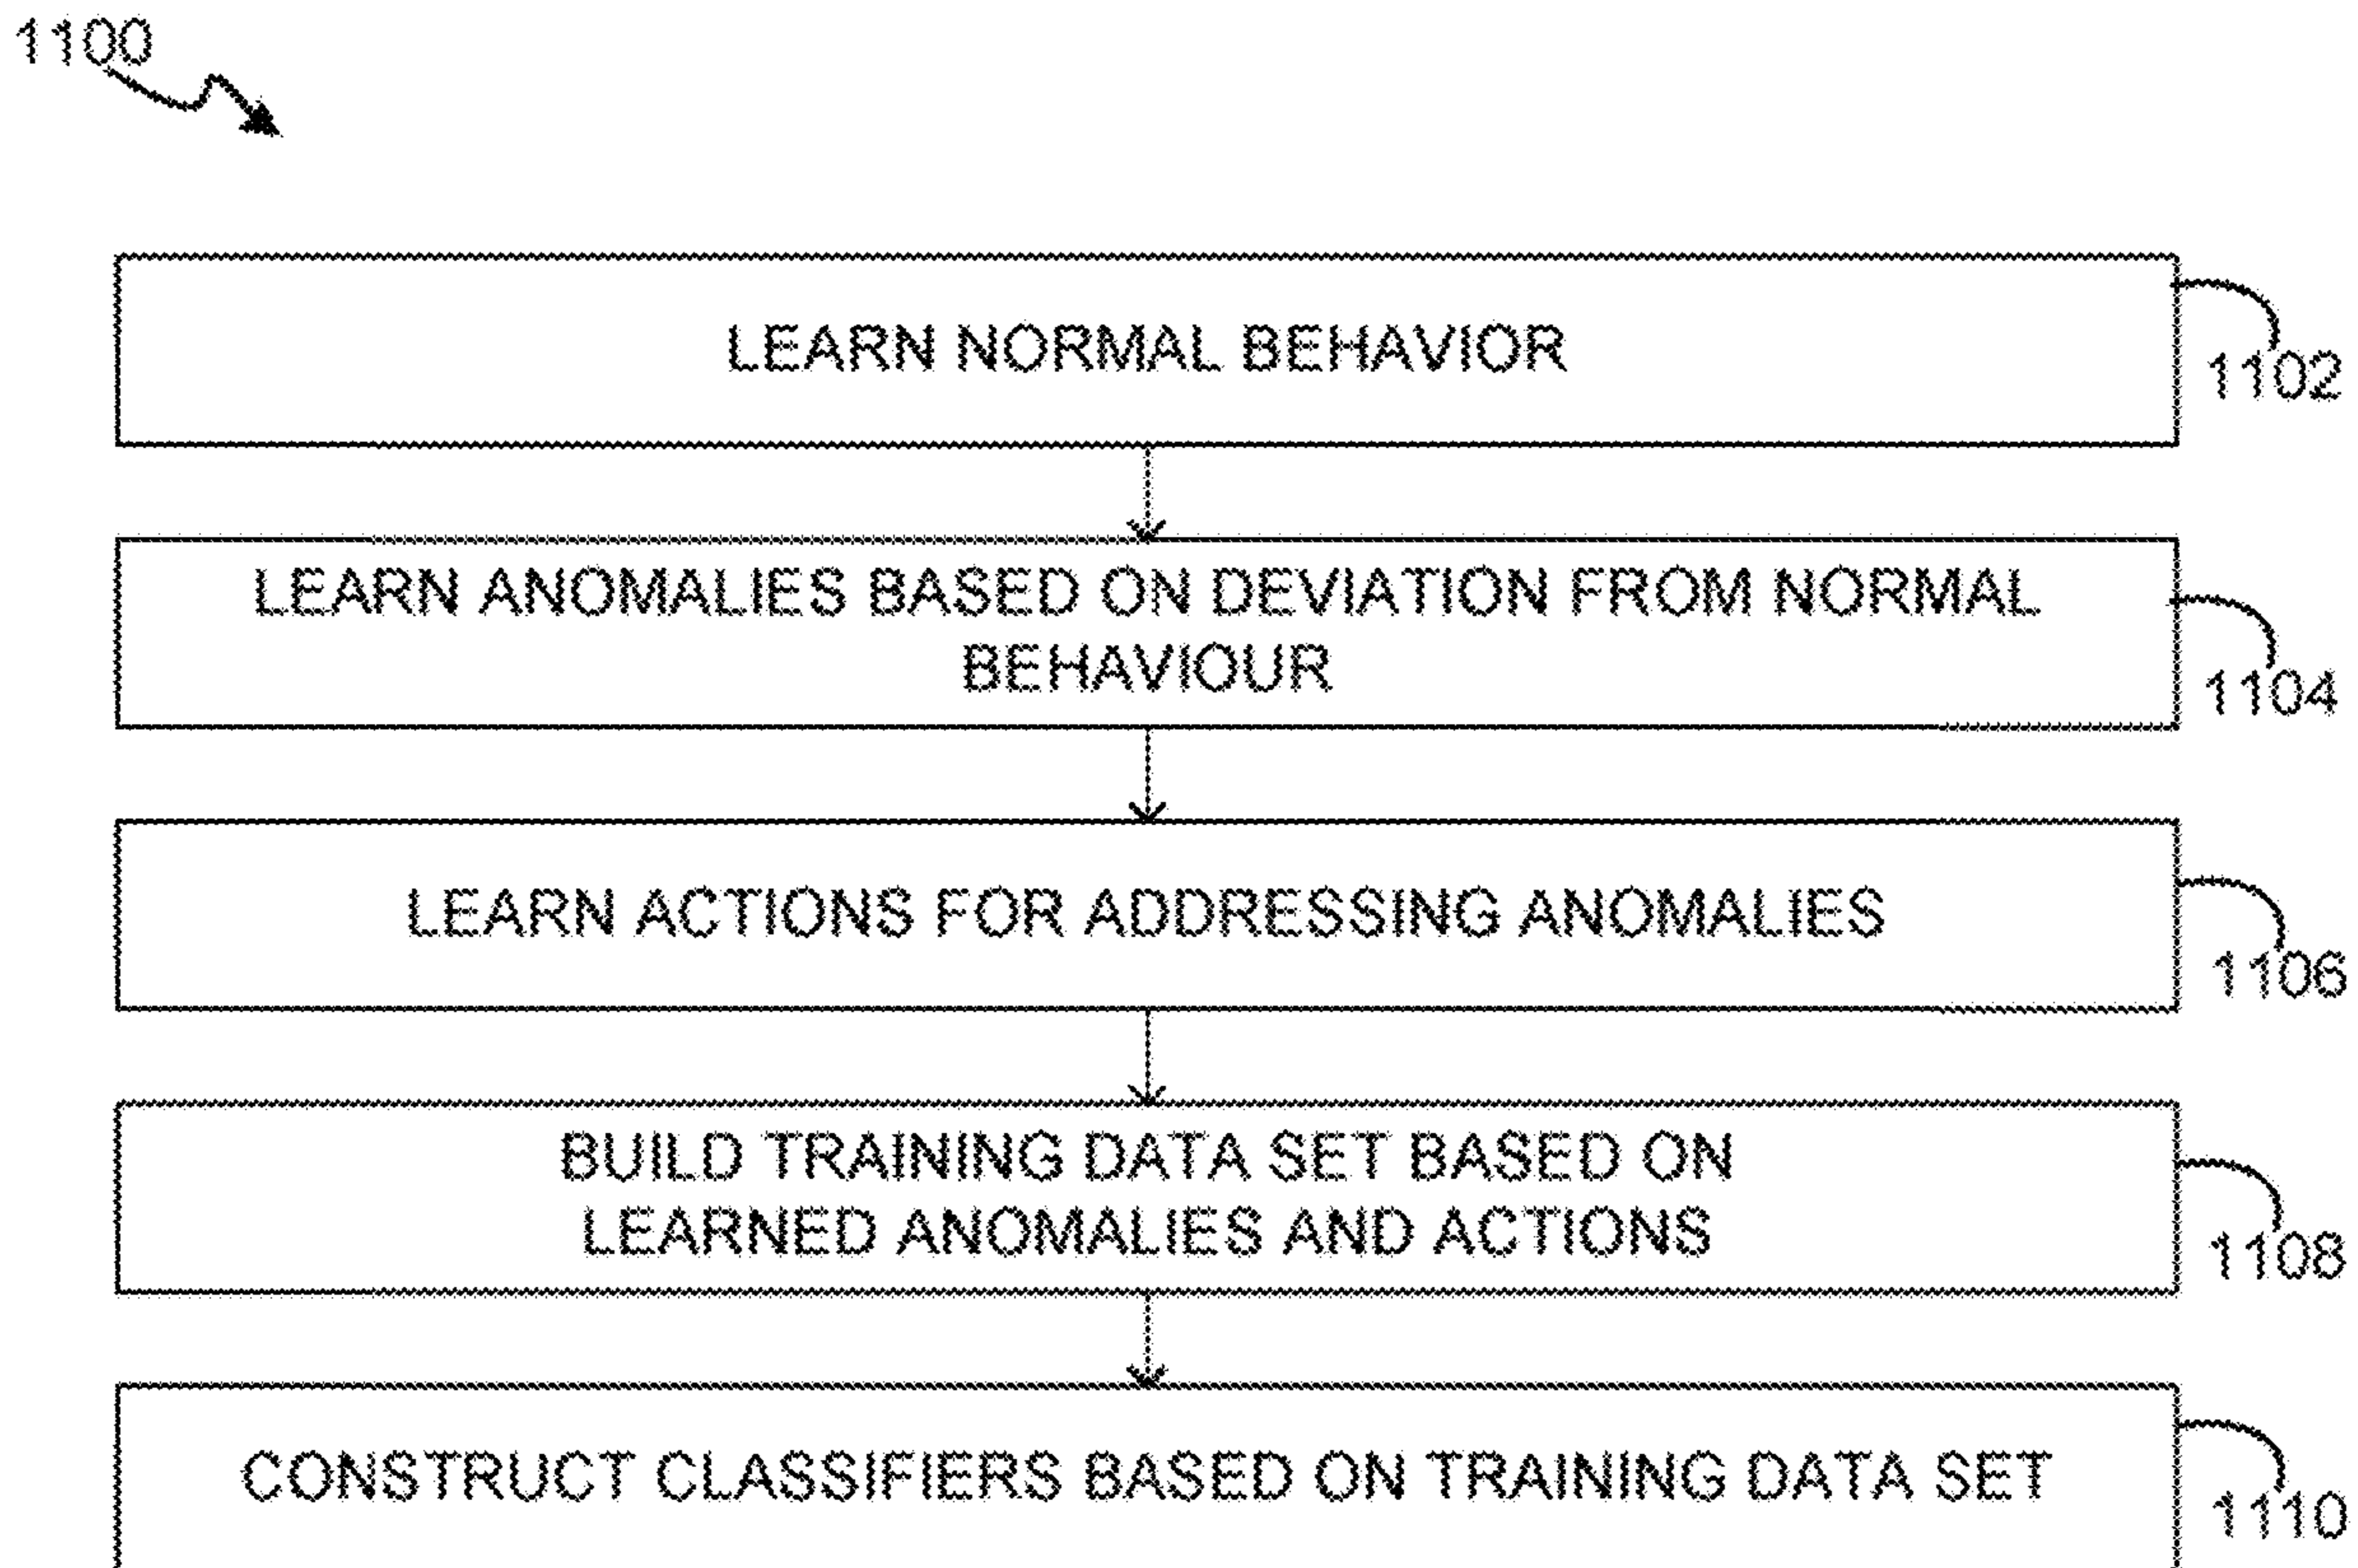 1100
LEARN NORMAL BEHAVIOR
1102
LEARN ANOMALIES BASED ON DEVIATION FROM NORMAL
BEHAVIOUR
1104
LEARN ACTIONS FOR ADDRESSING ANOMALIES
1106
BUILD TRAINING DATA SET BASED ON
LEARNED ANOMALIES AND ACTIONS
1108
CONSTRUCT CLASSIFIERS BASED ON TRAINING DATA SET
1110